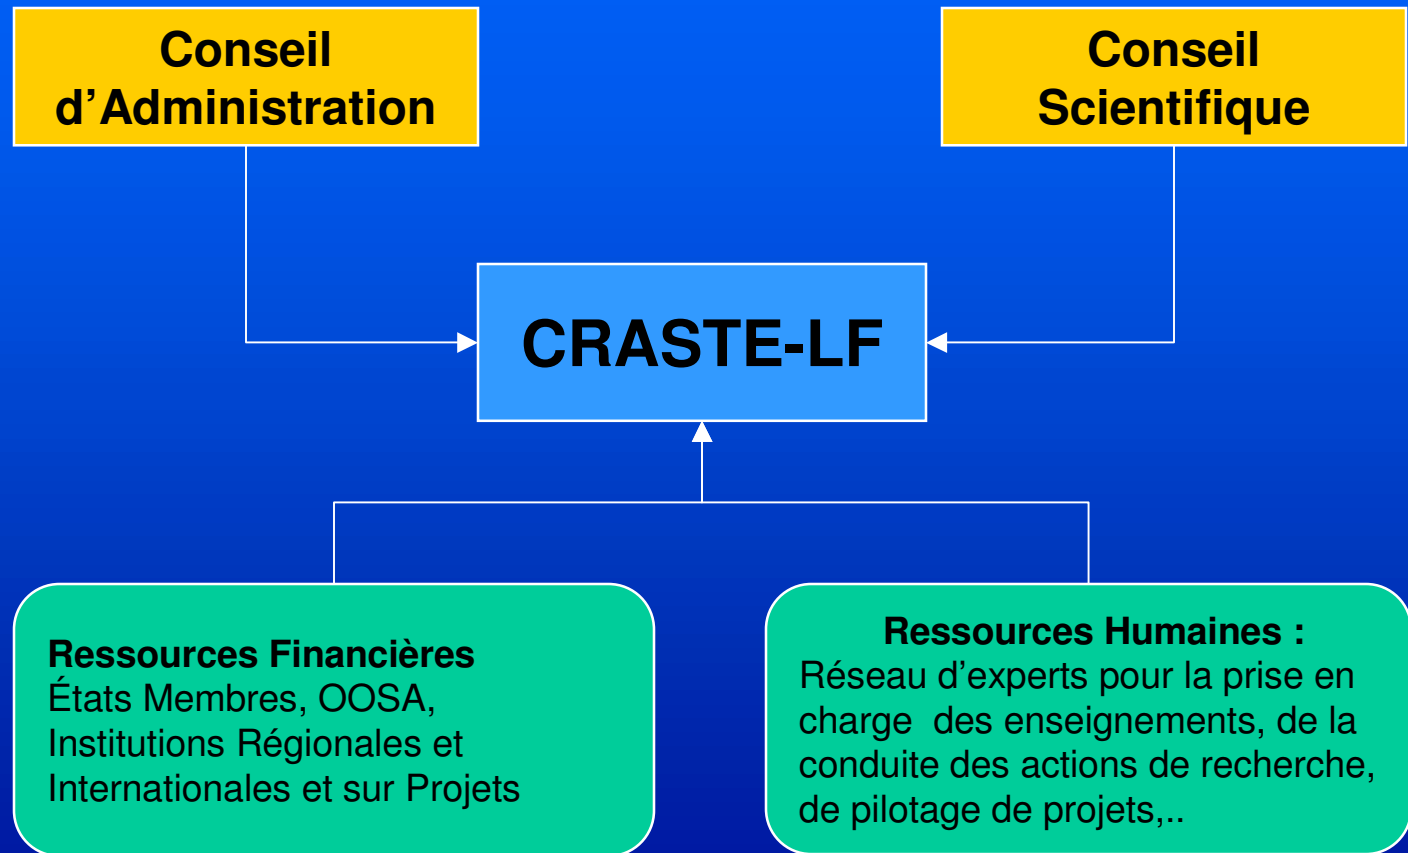 Conseil
d’Administration
Conseil
Scientifique
CRASTE-LF
Ressources Financières
États Membres, OOSA,
Institutions Régionales et
Internationales et sur Projets
Ressources Humaines :
Réseau d’experts pour la prise en
charge  des enseignements, de la
conduite des actions de recherche,
de pilotage de projets,..